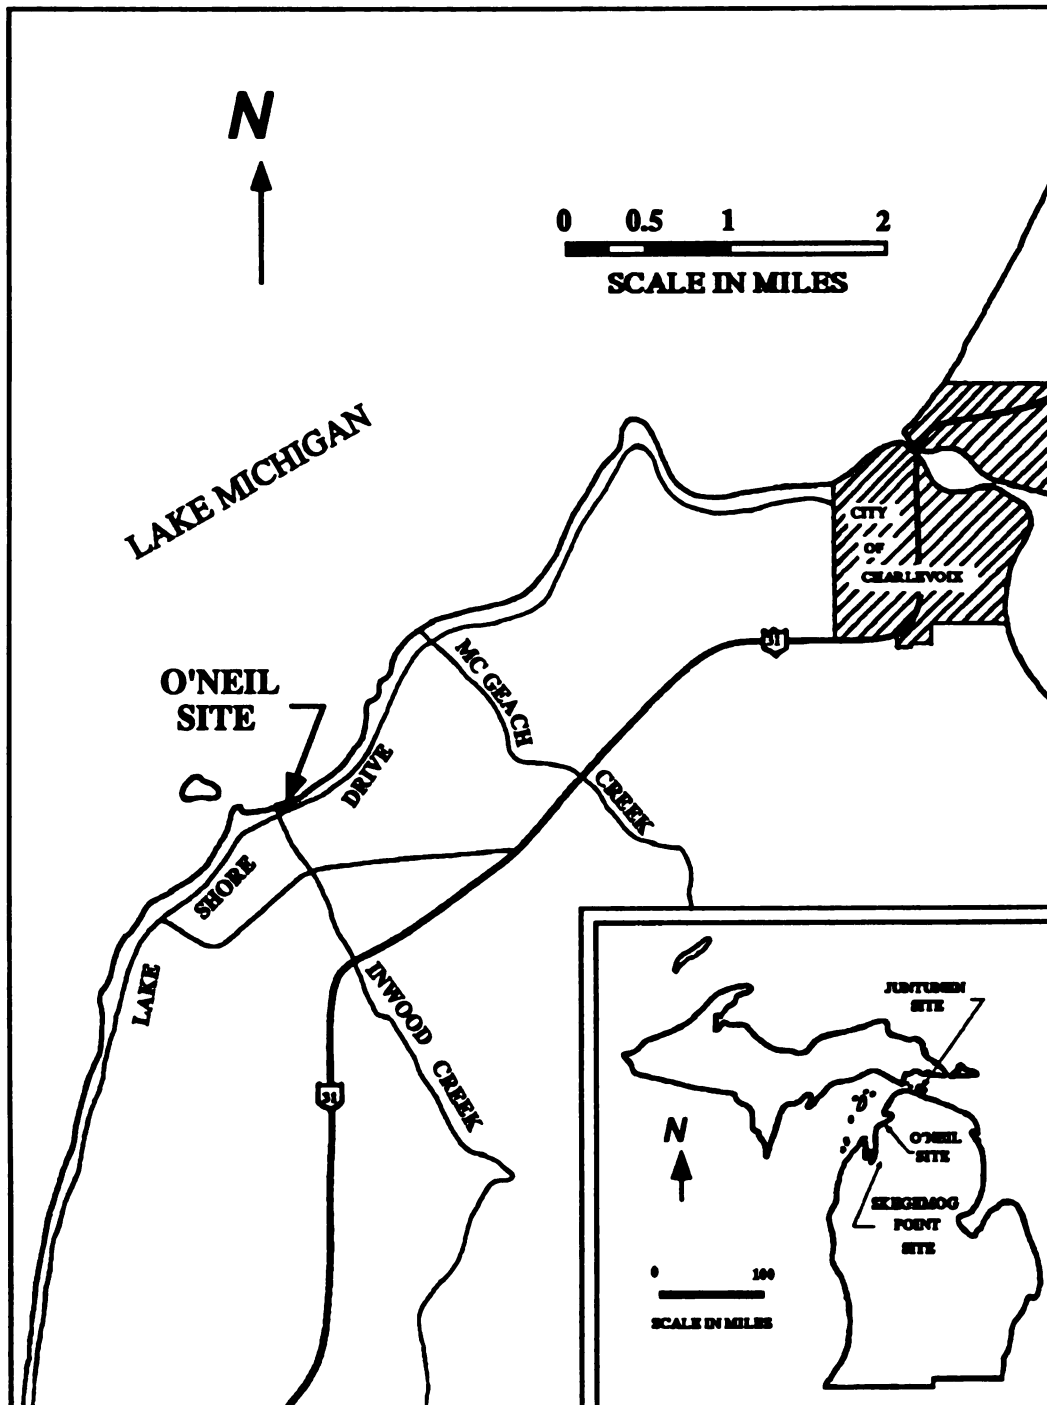 N
0 0.5 1 2
SCALE IN MILES
LAKE MICHIGAN
CITY
OF
CHARLEVOIX
31
MC GEACH
CREEK
O'NEIL
SITE
DRIVE
SHORE
LAKE
INWOOD CREEK
31
JUNTUNEN
SITE
N
O'NEIL
SITE
SKEGEMOG
POINT
SITE
0 100
SCALE IN MILES